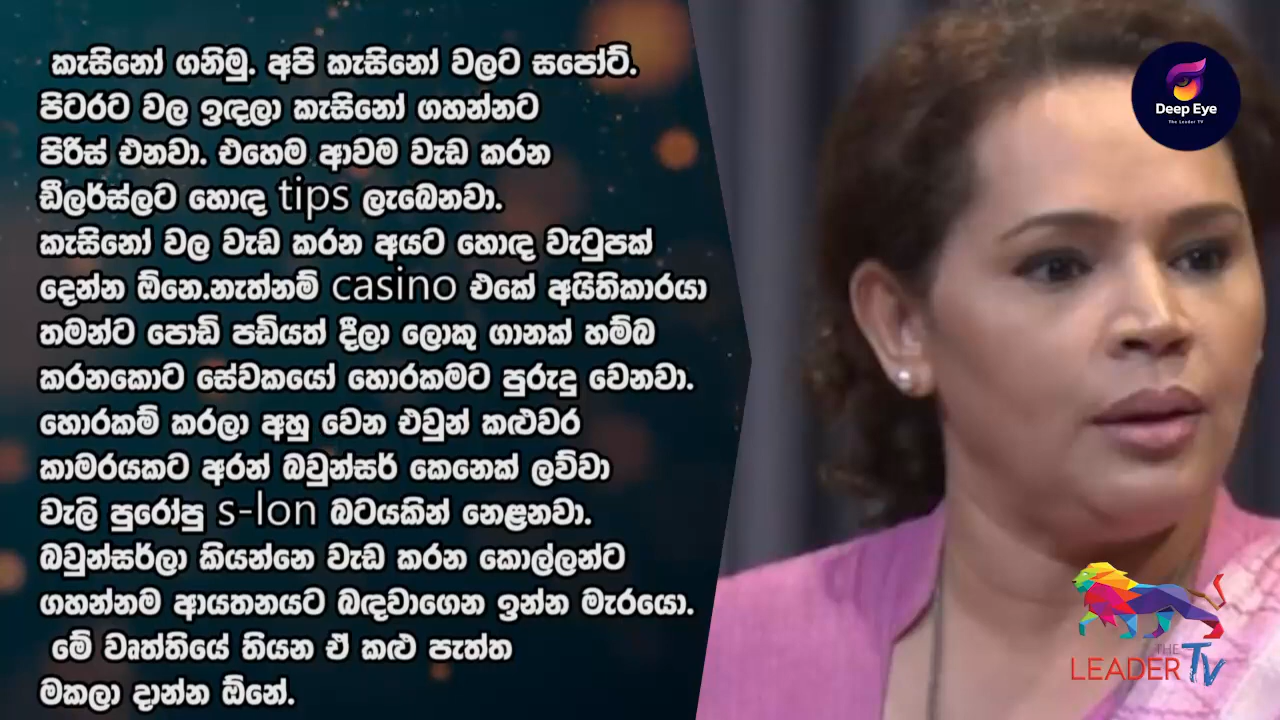 කැසිනෝ ගනිමු. අපි කැසිනෝ වලට සපෝට්.
පිටරට වල ඉඳලා කැසිනෝ ගහන්නට
පිරිස් එනවා. එහෙම ආවම වැඩ කරන
ඩීලර්ස්ලට හොඳ tips ලැබෙනවා.
කැසිනෝ වල වැඩ කරන අයට හොඳ වැටුපක්
දෙන්න ඕනෙ.නැත්නම් casino එකේ අයිතිකාරයා
තමන්ට පොඩි පඩියත් දීලා ලොකු ගානක් හම්බ
කරනකොට සේවකයෝ හොරකමට පුරුදු වෙනවා.
හොරකම් කරලා අහු වෙන එවුන් කළුවර
කාමරයකට අරන් බවුන්සර් කෙනෙක් ලව්වා
වැලි පුරෝපු s-lon බටයකින් නෙළනවා.
බවුන්සර්ලා කියන්නෙ වැඩ කරන කොල්ලන්ට
ගහන්නම ආයතනයට බඳවාගෙන ඉන්න මැරයො.
මේ වෘත්තියේ තියන ඒ කළු පැත්ත
මකලා දාන්න ඕනේ.
Deep Eye
The Leader TV
THE
LEADER TV